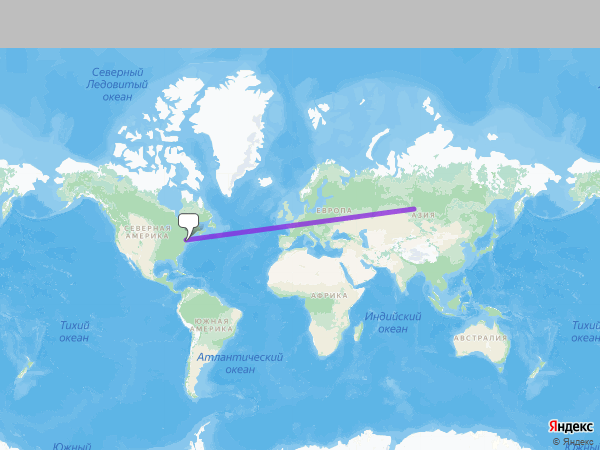 Северный
Ледовитый
океан
ЕВРОПА
АЗИЯ
СЕВЕРНАЯ
АМЕРИКА
АФРИКА
Индийский
океан
ЮЖНАЯ
АМЕРИКА
Тихий
океан
Тихий
океан
АВСТРАЛИЯ
Атлантический
океан
Яндекс
© Яндекс
Южный
Южный